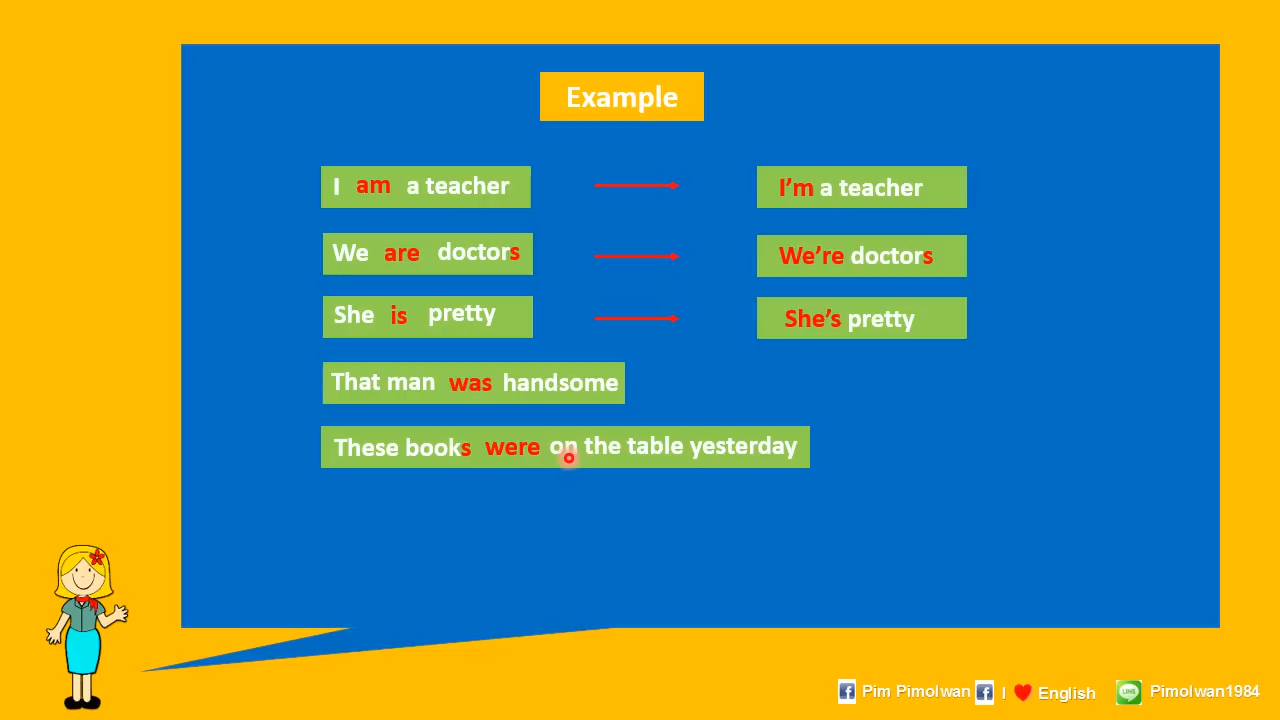 Example
I am a teacher
I'm a teacher
We are doctors
We're doctors
She is pretty
She's pretty
That man was handsome
These books were on the table yesterday
Pim Pimolwan I English LINE Pimolwan1984